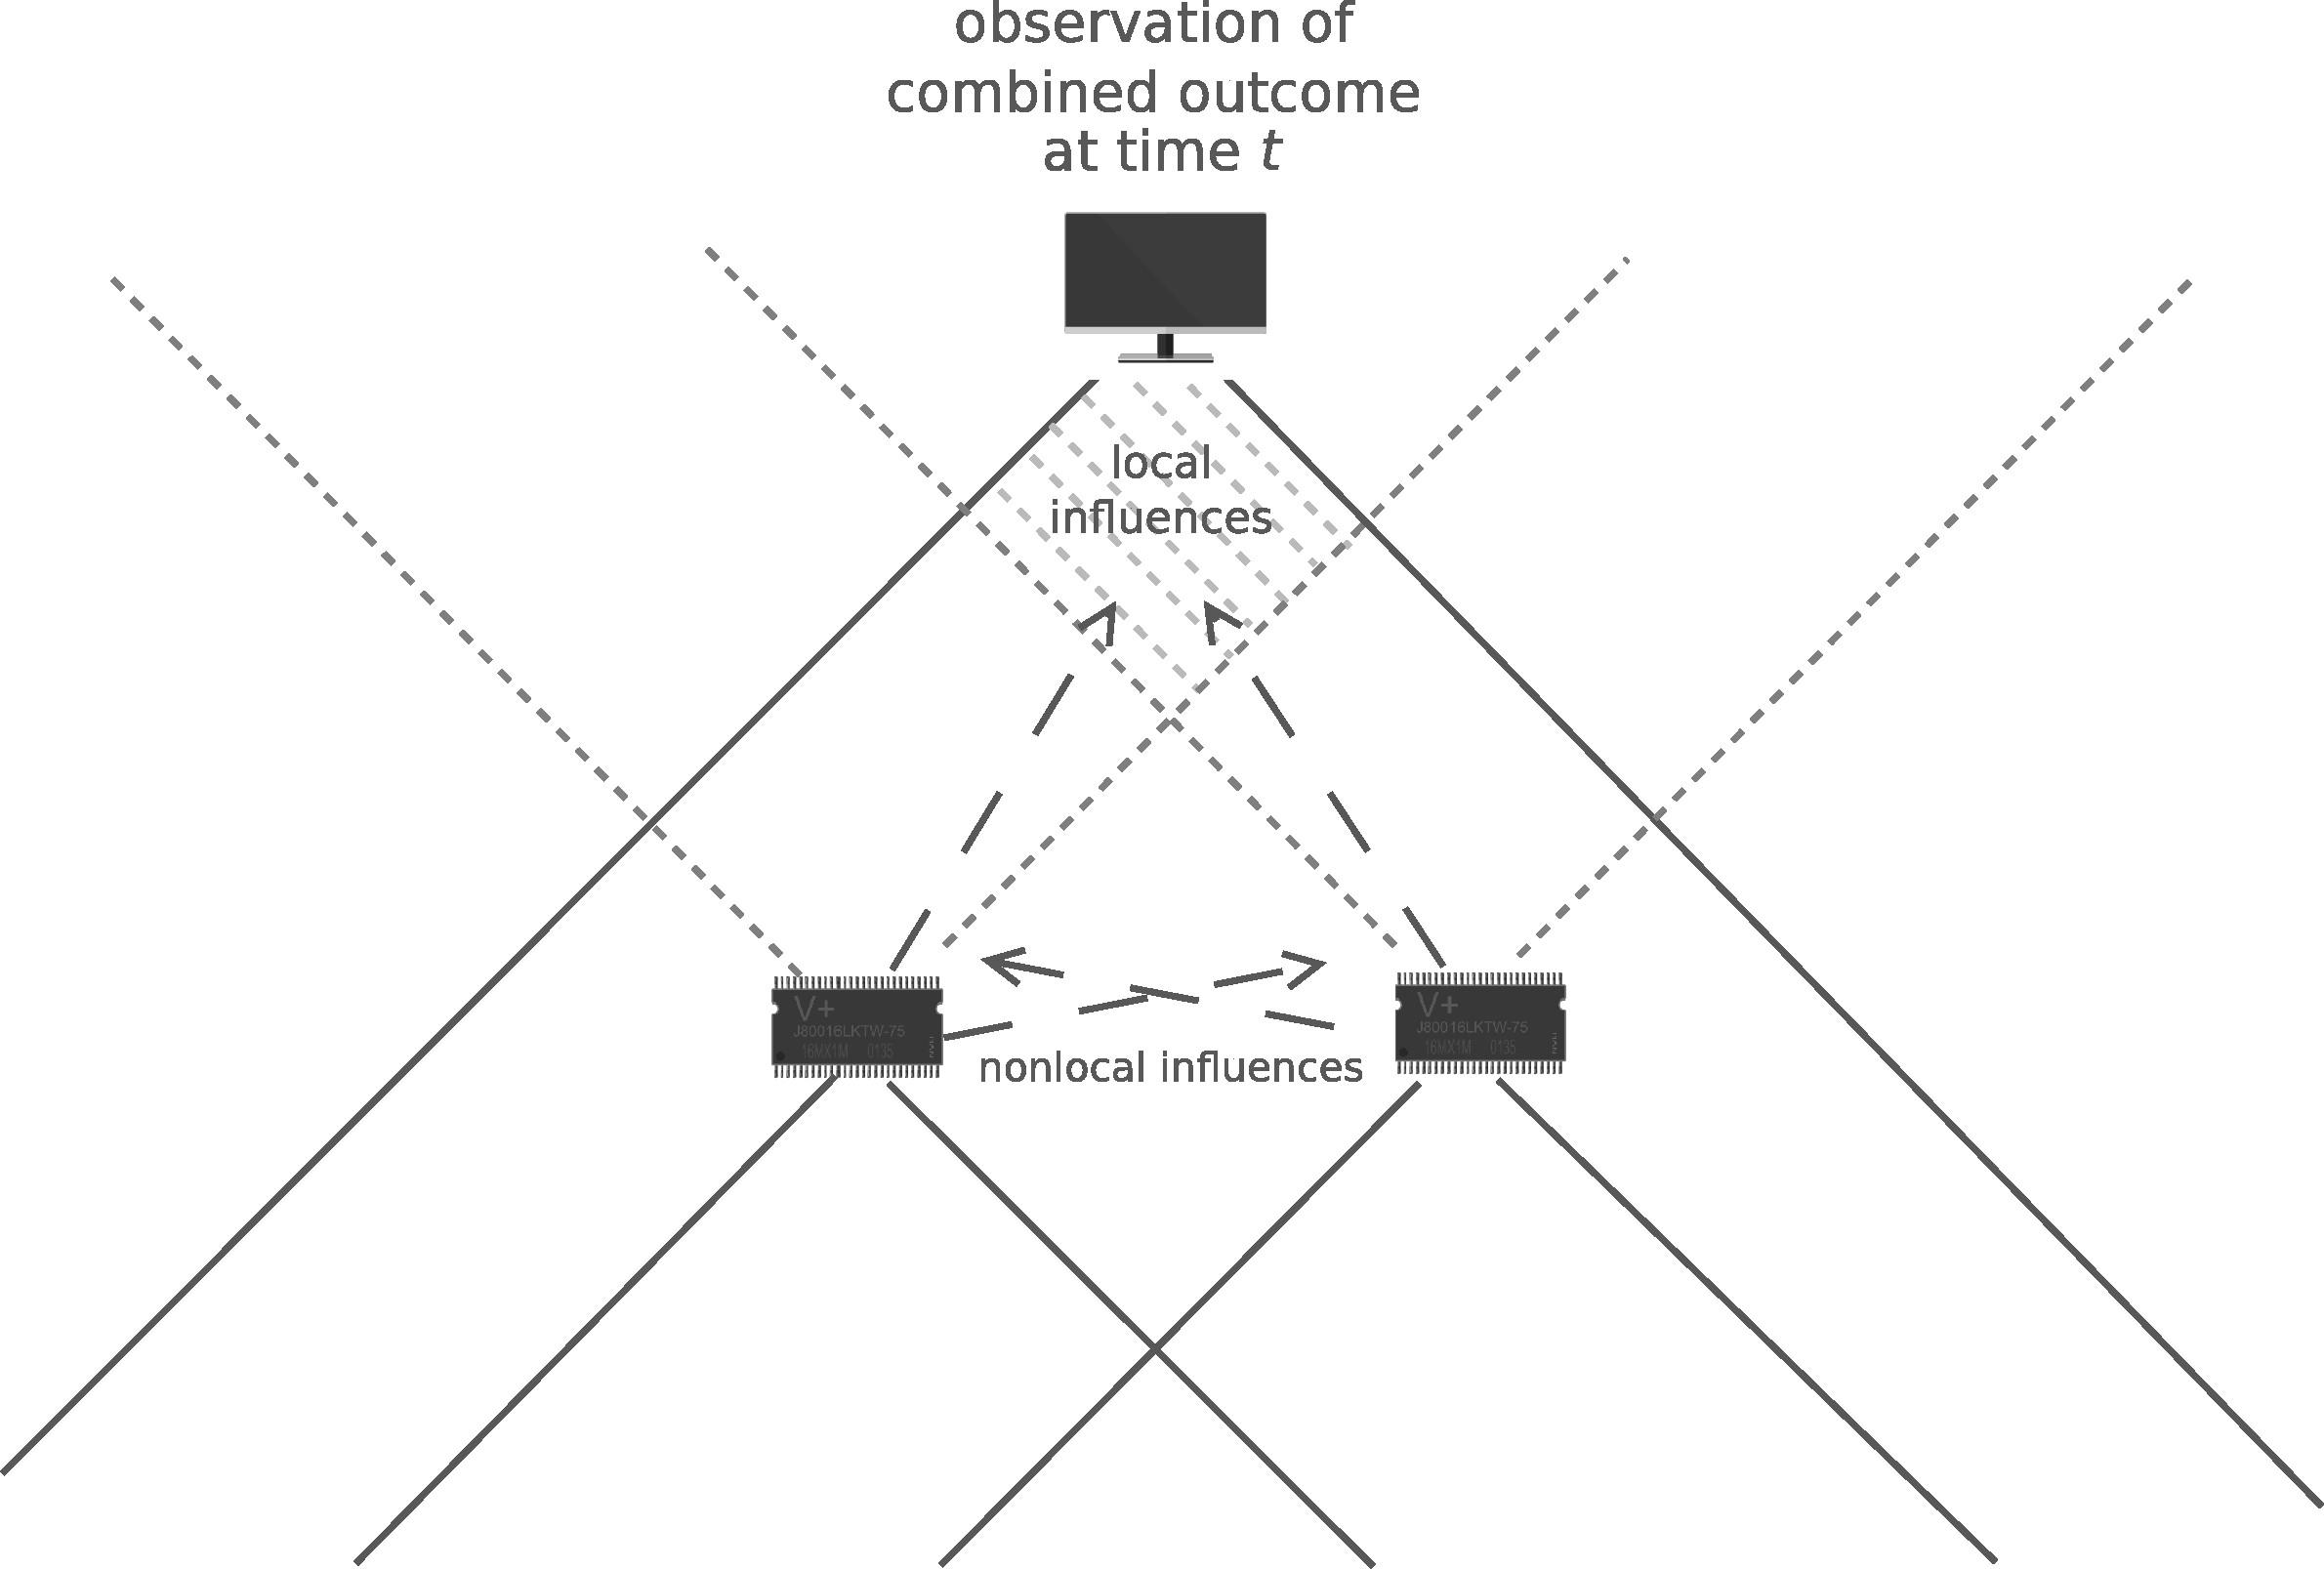 observation of
combined outcome
at time t
local
influences
V+
J80016LKTW-75
16MX1M 0135
V+
J80016LKTW-75
16MX1M 0135
nonlocal influences